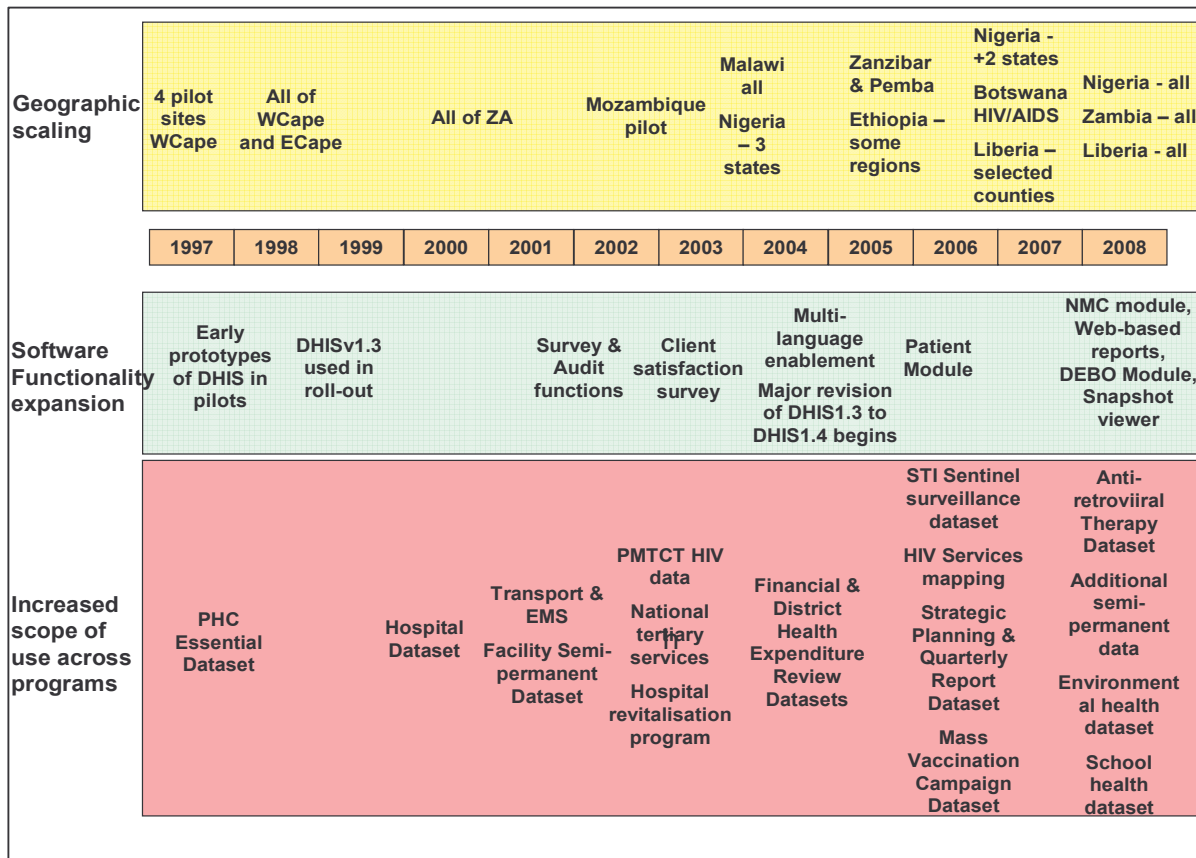 Geographic
scaling
4 pilot
sites
WCape
All of
WCape
and ECape
All of ZA
Mozambique
pilot
Malawi
all
Nigeria
– 3
states
Zanzibar
& Pemba
Ethiopia –
some
regions
Nigeria -
+2 states
Botswana
HIV/AIDS
Liberia –
selected
counties
Nigeria - all
Zambia – all
Liberia - all
1997
1998
1999
2000
2001
2002
2003
2004
2005
2006
2007
2008
Software
Functionality
expansion
Early
prototypes
of DHIS in
pilots
DHISv1.3
used in
roll-out
Survey &
Audit
functions
Client
satisfaction
survey
Multi-
language
enablement
Major revision
of DHIS1.3 to
DHIS1.4 begins
Patient
Module
NMC module,
Web-based
reports,
DEBO Module,
Snapshot
viewer
Increased
scope of
use across
programs
PHC
Essential
Dataset
Hospital
Dataset
Transport &
EMS
Facility Semi-
permanent
Dataset
PMTCT HIV
data
National
tertiary
services
Hospital
revitalisation
program
Financial &
District
Health
Expenditure
Review
Datasets
STI Sentinel
surveillance
dataset
HIV Services
mapping
Strategic
Planning &
Quarterly
Report
Dataset
Mass
Vaccination
Campaign
Dataset
Anti-
retroviiral
Therapy
Dataset
Additional
semi-
permanent
data
Environment
al health
dataset
School
health
dataset